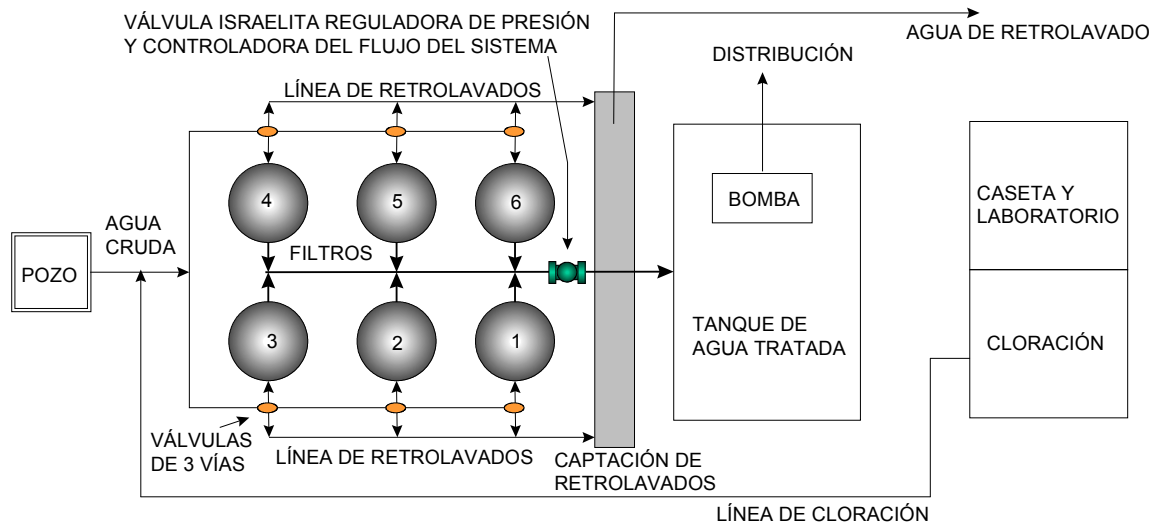 VÁLVULA ISRAELITA REGULADORA DE PRESIÓN
Y CONTROLADORA DEL FLUJO DEL SISTEMA
AGUA DE RETROLAVADO
DISTRIBUCIÓN
LÍNEA DE RETROLAVADOS
4
5
6
BOMBA
CASETA Y
LABORATORIO
AGUA
CRUDA
FILTROS
POZO
3
2
1
TANQUE DE
AGUA TRATADA
CLORACIÓN
VÁLVULAS
DE 3 VÍAS
LÍNEA DE RETROLAVADOS
CAPTACIÓN DE
RETROLAVADOS
LÍNEA DE CLORACIÓN